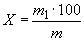 X = m₁ · 100 / m